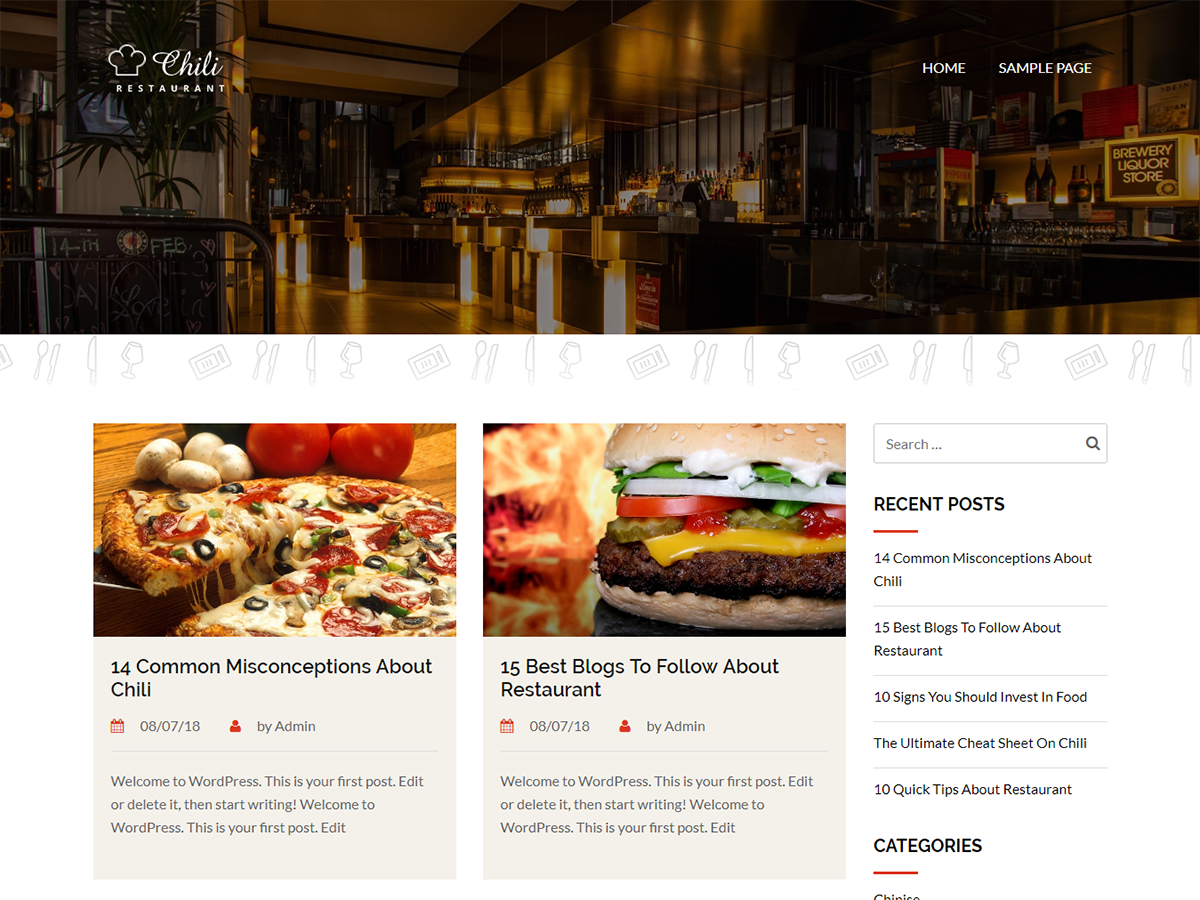 Chili
RESTAURANT
HOME
SAMPLE PAGE
BREWERY
LIQUOR
STORE
14TH FEB.
Search ...
14 Common Misconceptions About
Chili
08/07/18 by Admin
Welcome to WordPress. This is your first post. Edit
or delete it, then start writing! Welcome to
WordPress. This is your first post. Edit
15 Best Blogs To Follow About
Restaurant
08/07/18 by Admin
Welcome to WordPress. This is your first post. Edit
or delete it, then start writing! Welcome to
WordPress. This is your first post. Edit
RECENT POSTS
14 Common Misconceptions About
Chili
15 Best Blogs To Follow About
Restaurant
10 Signs You Should Invest In Food
The Ultimate Cheat Sheet On Chili
10 Quick Tips About Restaurant
CATEGORIES
Chinise